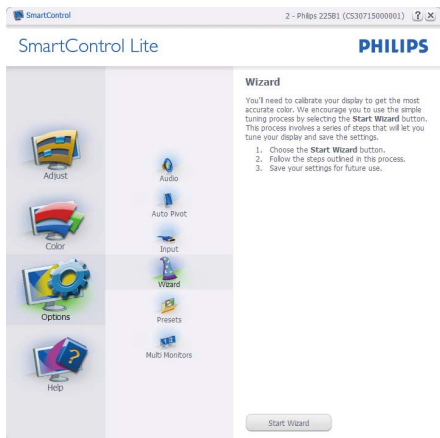 SmartControl
2 - Philips 225B1 (CS30715000001)
?
×
SmartControl Lite
PHILIPS
Adjust
Color
Options
Help
Audio
Auto Pivot
Input
Wizard
Presets
Multi Monitors
Wizard
You'll need to calibrate your display to get the most
accurate color. We encourage you to use the simple
tuning process by selecting the Start Wizard button.
This process involves a series of steps that will let you
tune your display and save the settings.
1. Choose the Start Wizard button.
2. Follow the steps outlined in this process.
3. Save your settings for future use.
Start Wizard